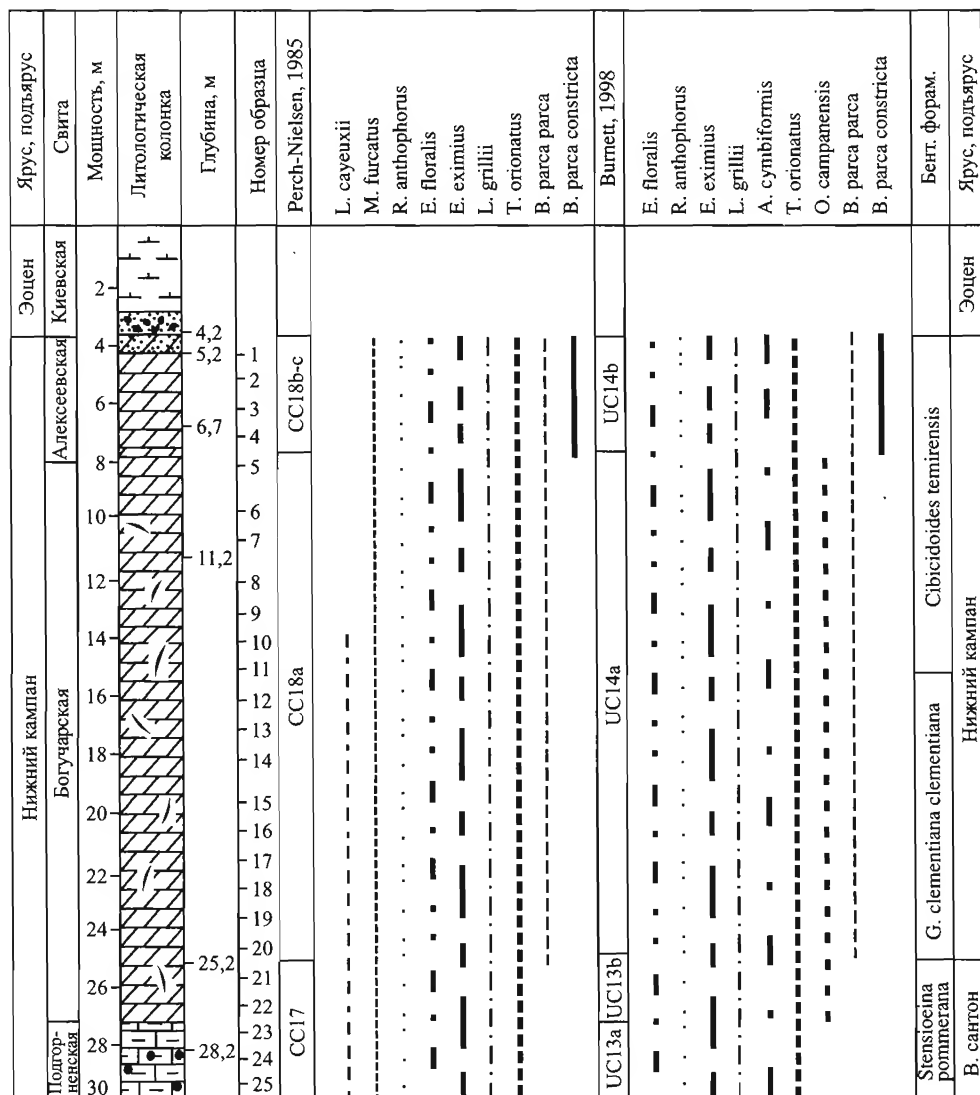 Ярус, подъярус
Свита
Мощность, м
Литологическая
колонка
Глубина, м
Номер образца
Perch-Nielsen, 1985
L. cayeuxii
M. furcatus
R. anthophorus
E. floralis
E. eximius
L. grillii
T. orionatus
B. parca parca
B. parca constricta
Burnett, 1998
E. floralis
R. anthophorus
E. eximius
L. grillii
A. cymbiformis
T. orionatus
O. campanensis
B. parca parca
B. parca constricta
Бент. форам.
Ярус, подъярус
Эоцен
Нижний кампан
Киевская
Алексеевская
Богучарская
Подгор-
ненская
2
4
6
8
10
12
14
16
18
20
22
24
26
28
30
4,2
5,2
6,7
11,2
25,2
28,2
1
2
3
4
5
6
7
8
9
10
11
12
13
14
15
16
17
18
19
20
21
22
23
24
25
CC18b-c
CC18a
CC17
UC14b
UC14a
UC13b
UC13a
Cibicidoides temirensis
G. clementiana clementiana
Stensioeina
pommerana
Эоцен
Нижний кампан
В. сантон